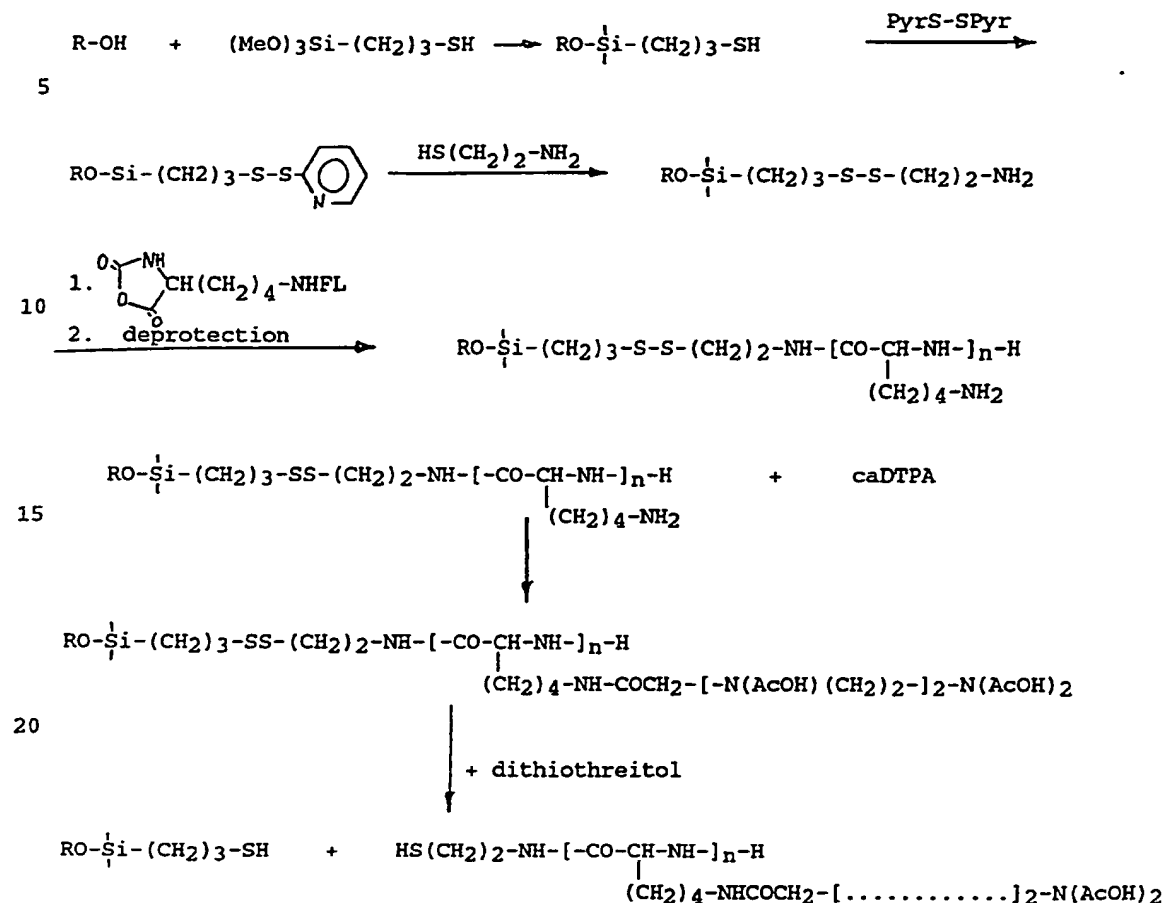 PyrS-SPyr
R-OH + (MeO)3Si-(CH2)3-SH → RO-Si-(CH2)3-SH
5
HS(CH2)2-NH2
RO-Si-(CH2)3-S-S N RO-Si-(CH2)3-S-S-(CH2)2-NH2
O NH
1. CH(CH2)4-NHFL
O
O
10
2. deprotection
RO-Si-(CH2)3-S-S-(CH2)2-NH-[CO-CH-NH-]n-H
(CH2)4-NH2
RO-Si-(CH2)3-SS-(CH2)2-NH-[-CO-CH-NH-]n-H + caDTPA
15
(CH2)4-NH2
RO-Si-(CH2)3-SS-(CH2)2-NH-[-CO-CH-NH-]n-H
(CH2)4-NH-COCH2-[-N(AcOH)(CH2)2-]2-N(AcOH)2
20
+ dithiothreitol
RO-Si-(CH2)3-SH + HS(CH2)2-NH-[-CO-CH-NH-]n-H
(CH2)4-NHCOCH2-[............]2-N(AcOH)2